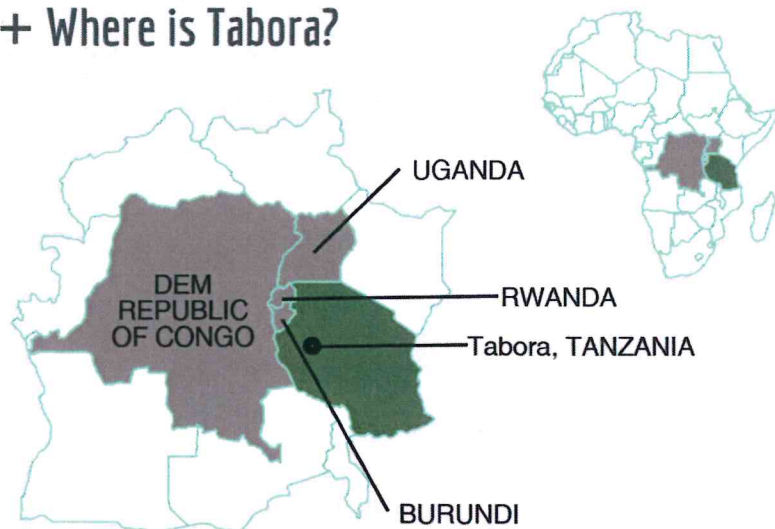 + Where is Tabora?
UGANDA
DEM
REPUBLIC
OF CONGO
RWANDA
Tabora, TANZANIA
BURUNDI